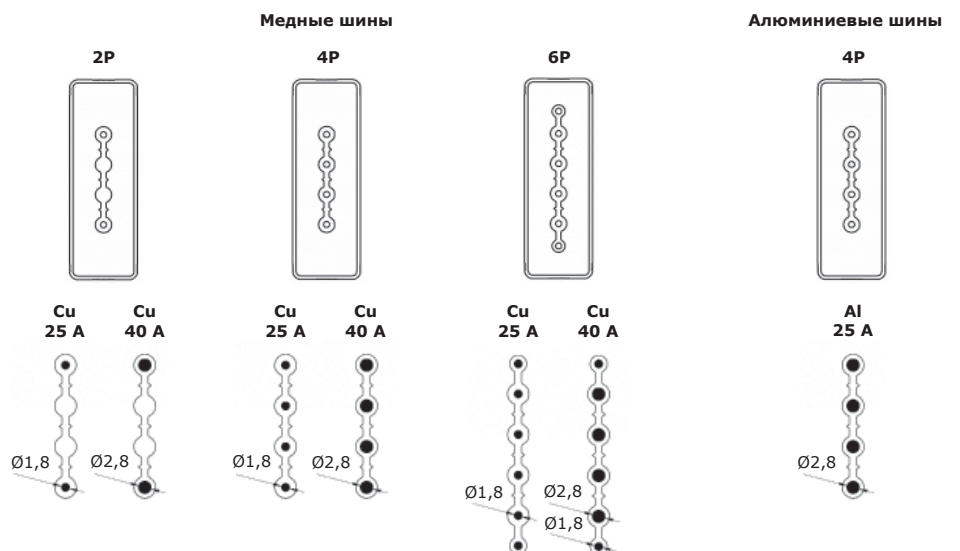 Медные шины
Алюминиевые шины
2P
4P
6P
4P
Cu
25 A
Cu
40 A
Cu
25 A
Cu
40 A
Cu
25 A
Cu
40 A
Al
25 A
Ø1,8
Ø2,8
Ø1,8
Ø2,8
Ø1,8
Ø2,8
Ø1,8
Ø2,8